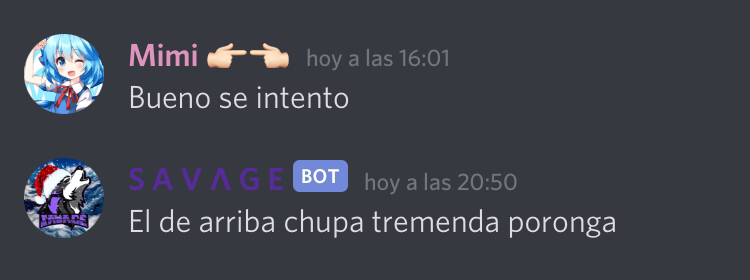 Mimi 👉👈 hoy a las 16:01
Bueno se intento
S A V Λ G E BOT hoy a las 20:50
El de arriba chupa tremenda poronga